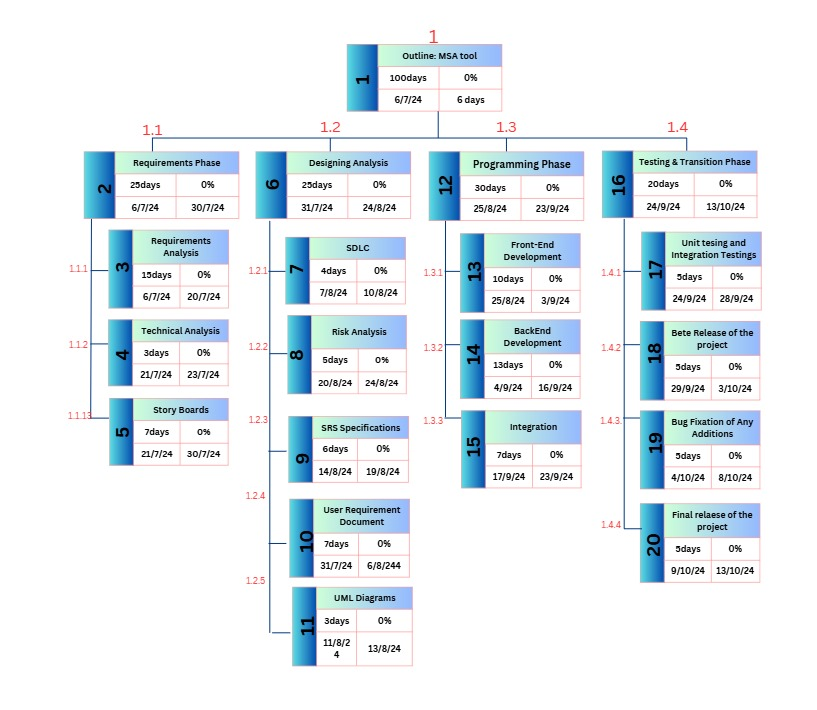 1
Outline: MSA tool
1
100days 0%
6/7/24 6 days
1.1
1.2
1.3
1.4
Requirements Phase
2
25days 0%
6/7/24 30/7/24
1.1.1
Requirements
Analysis
3
15days 0%
6/7/24 20/7/24
1.1.2
Technical Analysis
4
3days 0%
21/7/24 23/7/24
1.1.13
Story Boards
5
7days 0%
21/7/24 30/7/24
Designing Analysis
6
25days 0%
31/7/24 24/8/24
1.2.1
SDLC
7
4days 0%
7/8/24 10/8/24
1.2.2
Risk Analysis
8
5days 0%
20/8/24 24/8/24
1.2.3
SRS Specifications
9
6days 0%
14/8/24 19/8/24
1.2.4
User Requirement
Document
10
7days 0%
31/7/24 6/8/244
1.2.5
UML Diagrams
11
3days 0%
11/8/2
4 13/8/24
Programming Phase
12
30days 0%
25/8/24 23/9/24
1.3.1
Front-End
Development
13
10days 0%
25/8/24 3/9/24
1.3.2
BackEnd
Development
14
13days 0%
4/9/24 16/9/24
1.3.3
Integration
15
7days 0%
17/9/24 23/9/24
Testing & Transition Phase
16
20days 0%
24/9/24 13/10/24
1.4.1
Unit tesing and
Integration Testings
17
5days 0%
24/9/24 28/9/24
1.4.2
Bete Release of the
project
18
5days 0%
29/9/24 3/10/24
1.4.3.
Bug Fixation of Any
Additions
19
5days 0%
4/10/24 8/10/24
1.4.4
Final relaese of the
project
20
5days 0%
9/10/24 13/10/24